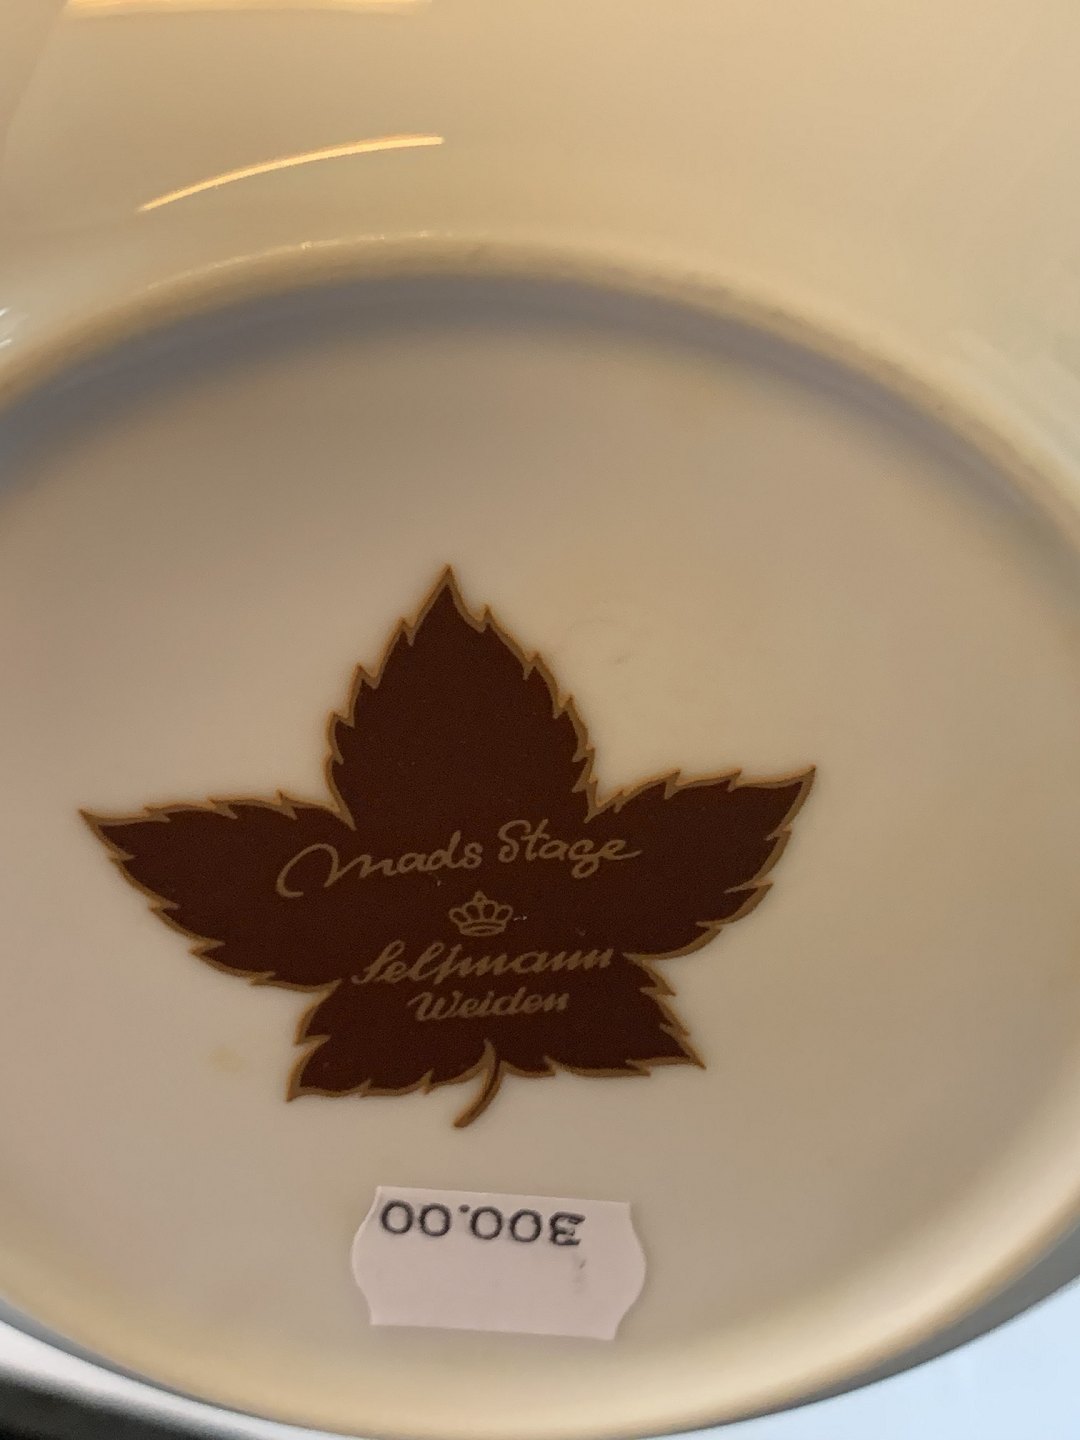 Mads Stage
Seltmann
Weiden
300.00